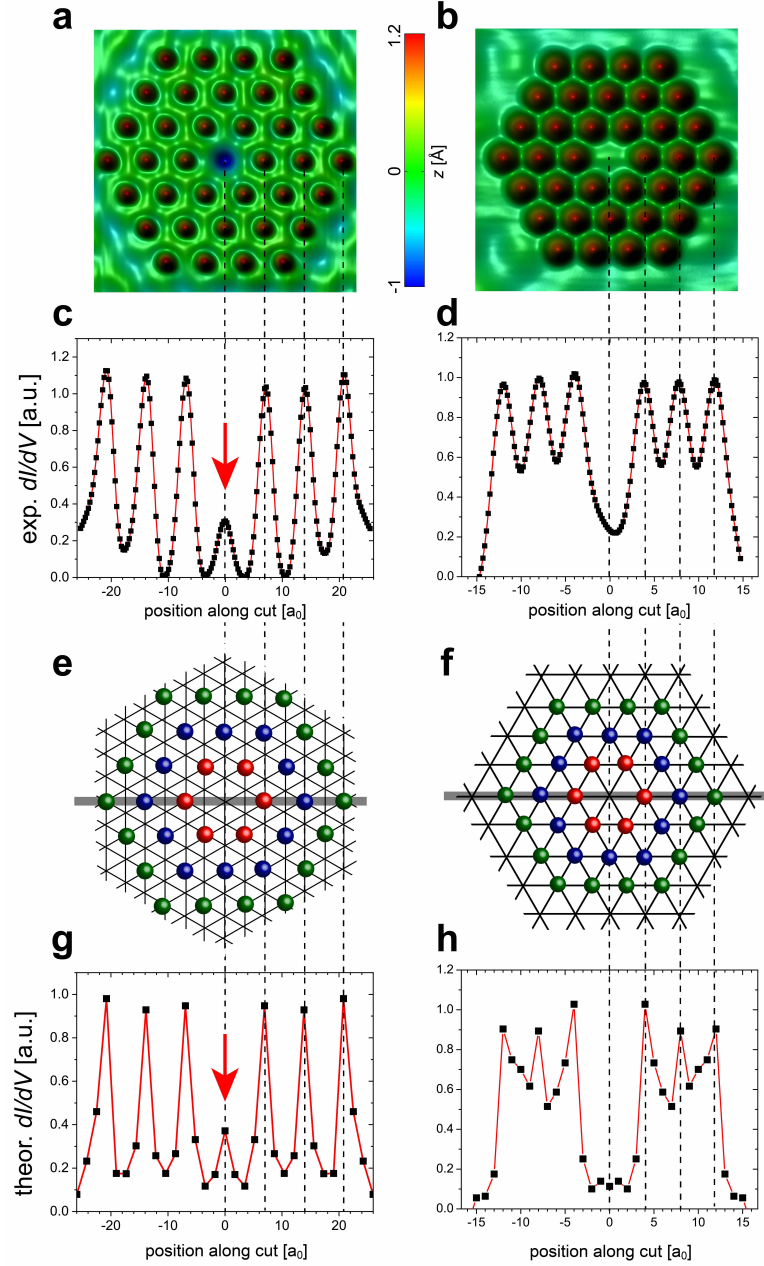 a
b
1.2
0
-1
z [Å]
c
d
1.2
1.0
0.8
0.6
0.4
0.2
0.0
exp. dI/dV [a.u.]
-20 -10 0 10 20
position along cut [a0]
1.2
1.0
0.8
0.6
0.4
0.2
0.0
-15 -10 -5 0 5 10 15
position along cut [a0]
e
f
g
h
1.0
0.8
0.6
0.4
0.2
0.0
theor. dI/dV [a.u.]
-20 -10 0 10 20
position along cut [a0]
1.2
1.0
0.8
0.6
0.4
0.2
0.0
-15 -10 -5 0 5 10 15
position along cut [a0]